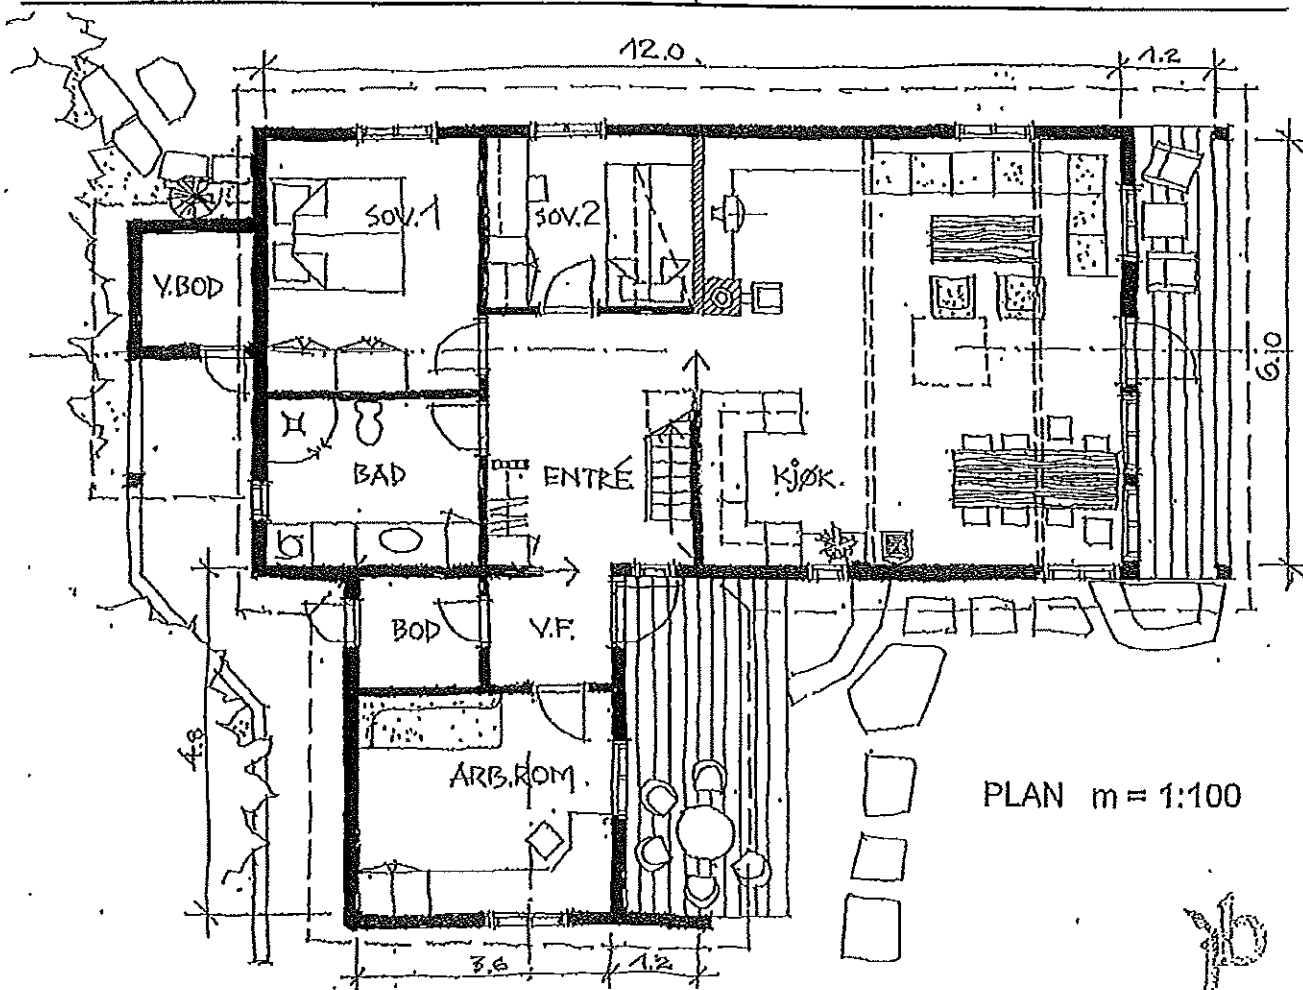 12.0
1.2
SOV.1
SOV.2
V.BOD
6.0
BAD
ENTRÉ
KJØK.
BOD
V.F.
4.8
ARB.ROM.
PLAN m = 1:100
3.6
1.2